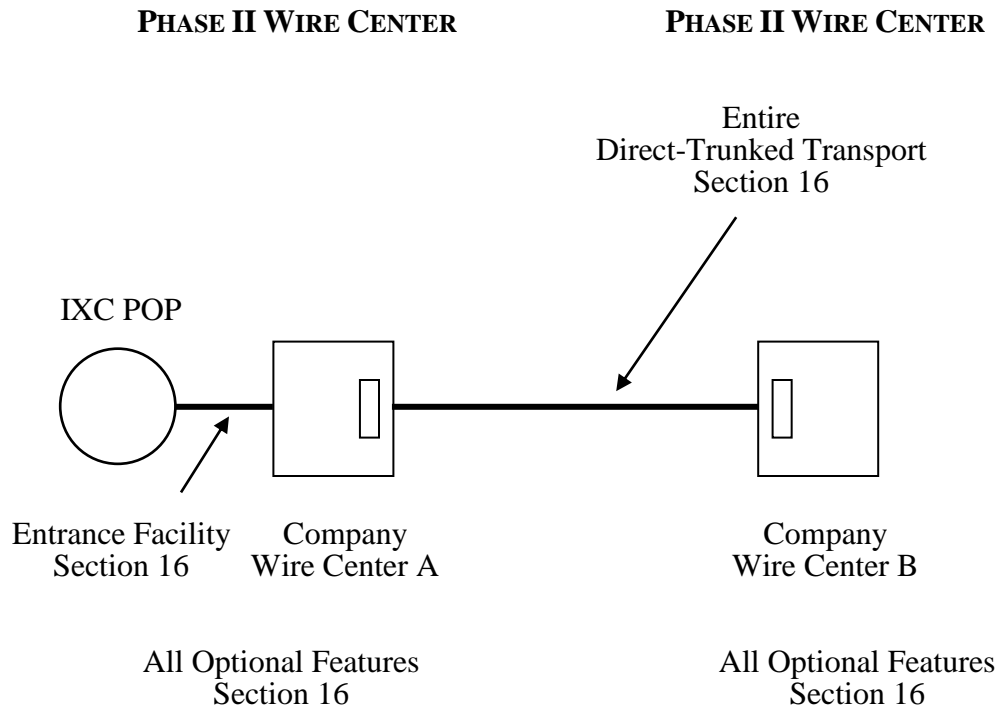 PHASE II WIRE CENTER
PHASE II WIRE CENTER
Entire
Direct-Trunked Transport
Section 16
IXC POP
Entrance Facility
Section 16
Company
Wire Center A
Company
Wire Center B
All Optional Features
Section 16
All Optional Features
Section 16